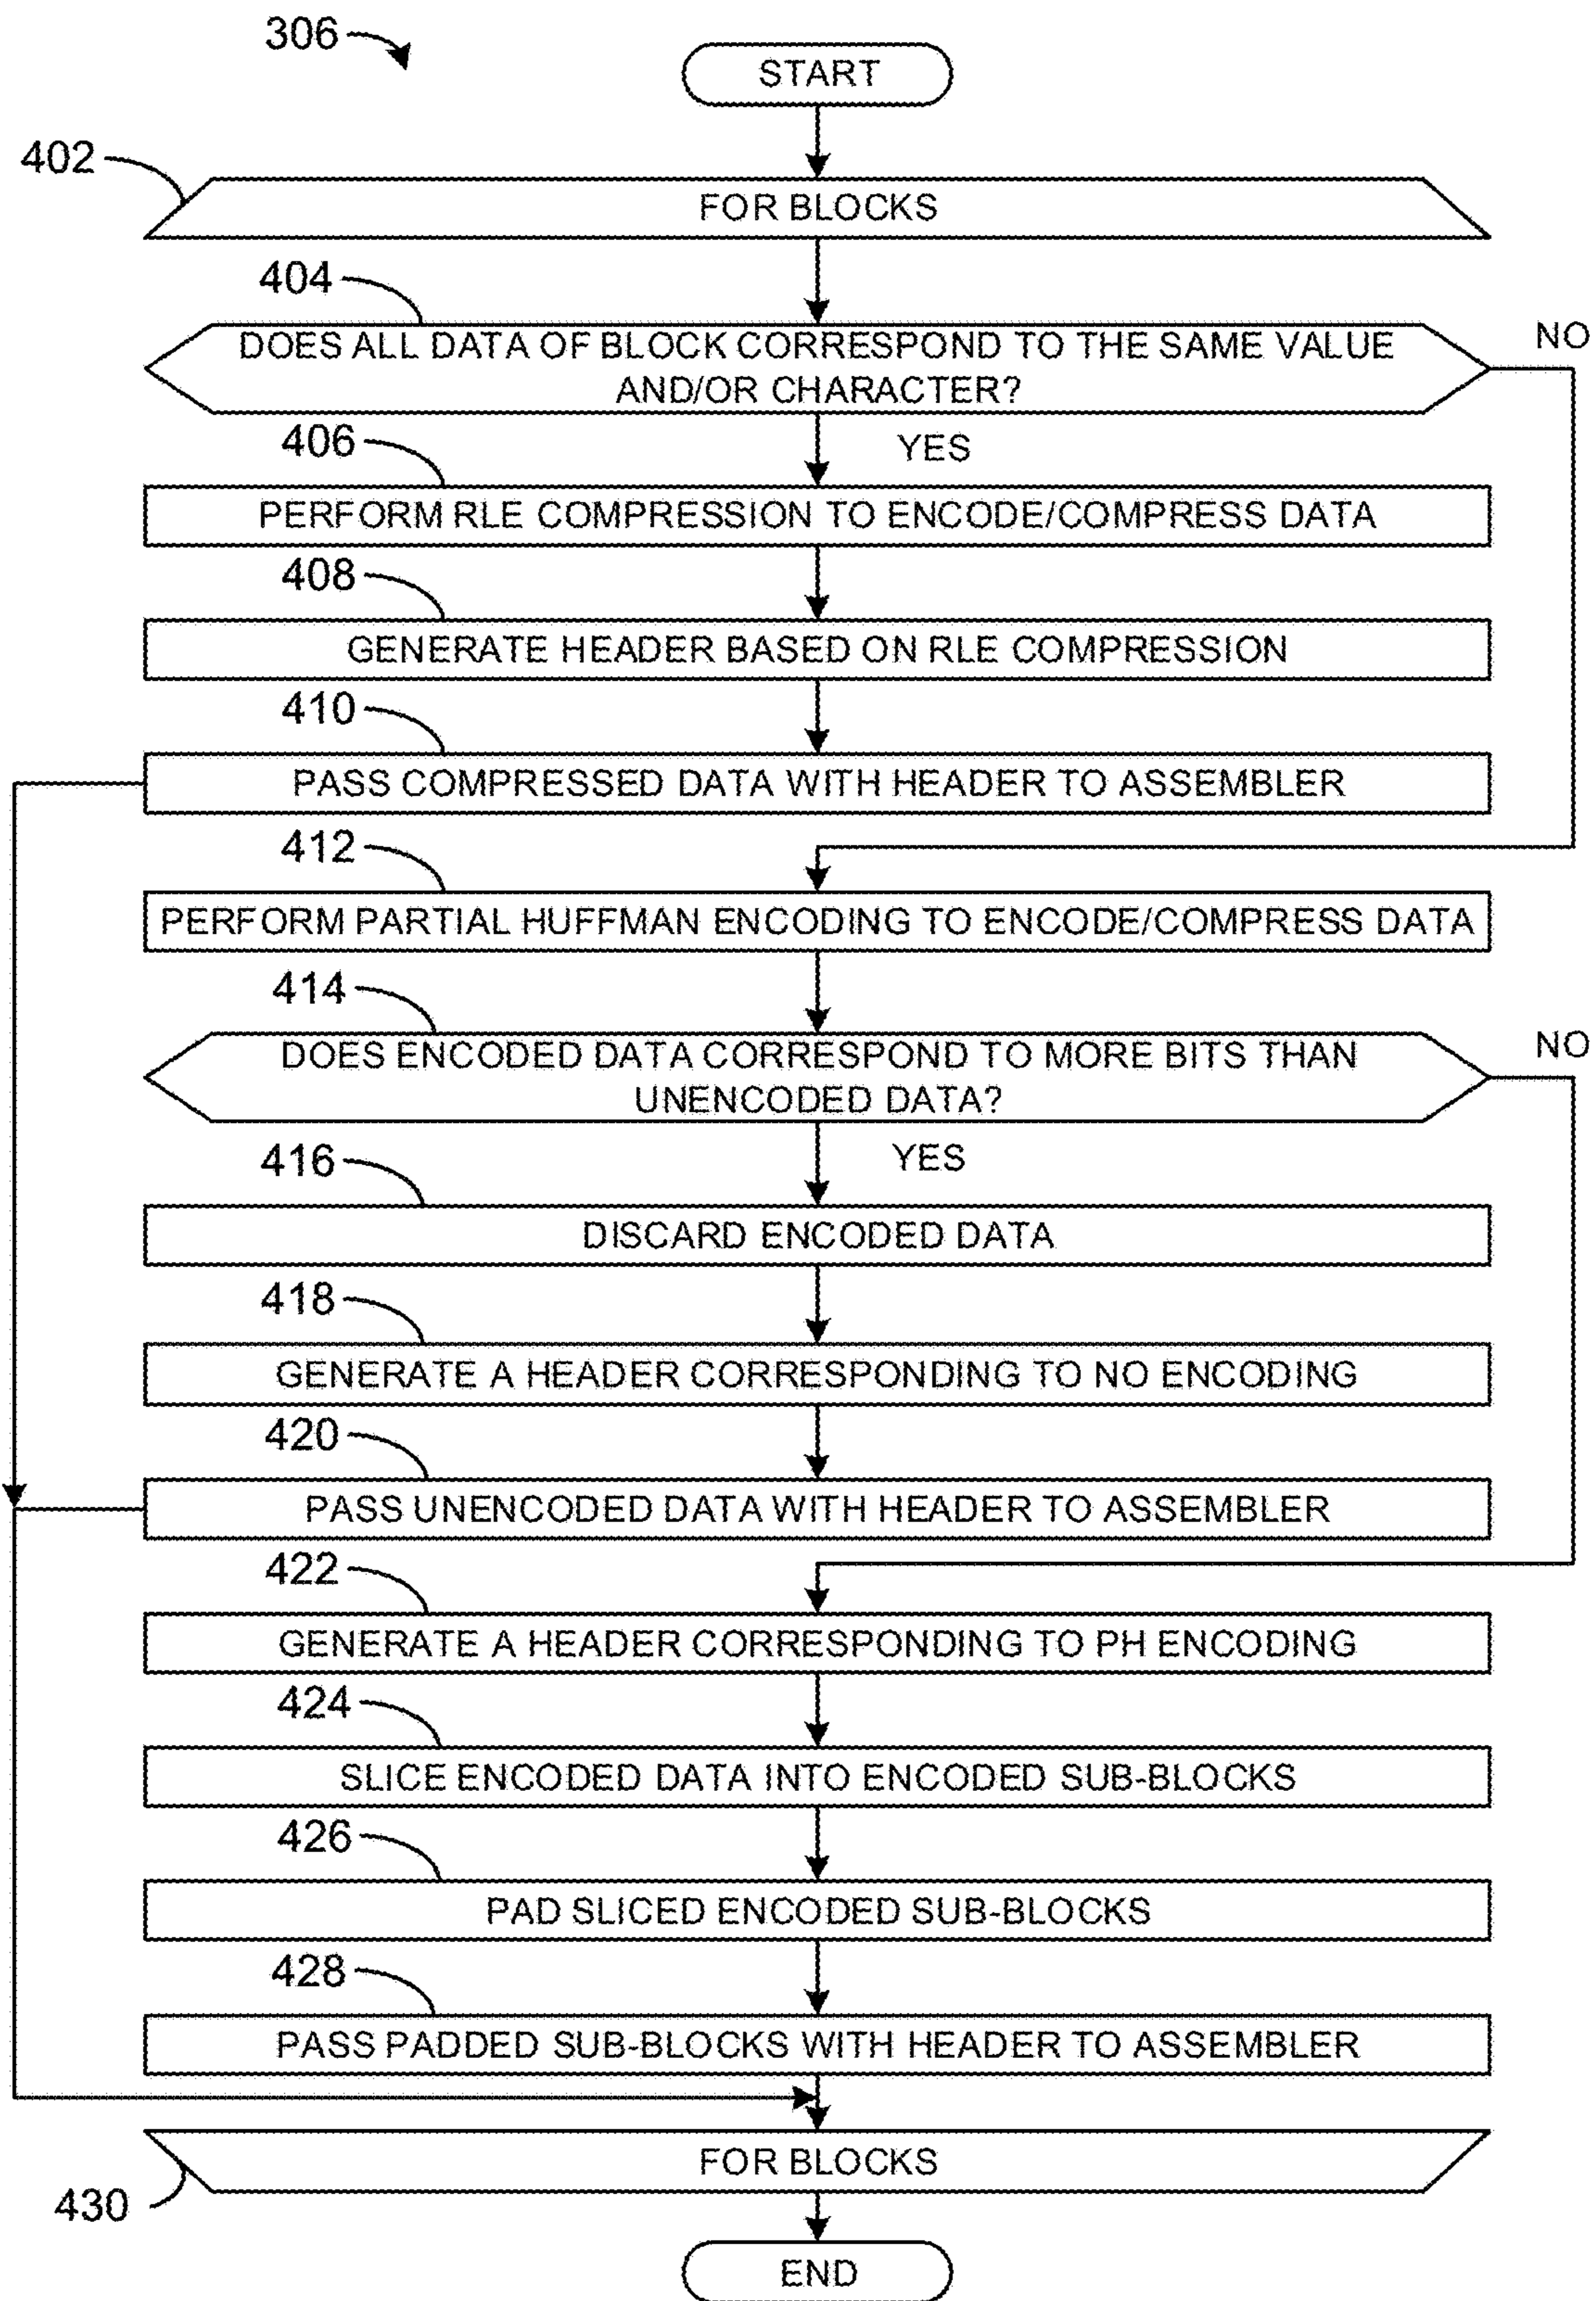 306
START
402
FOR BLOCKS
404
DOES ALL DATA OF BLOCK CORRESPOND TO THE SAME VALUE
AND/OR CHARACTER?
NO
YES
406
PERFORM RLE COMPRESSION TO ENCODE/COMPRESS DATA
408
GENERATE HEADER BASED ON RLE COMPRESSION
410
PASS COMPRESSED DATA WITH HEADER TO ASSEMBLER
412
PERFORM PARTIAL HUFFMAN ENCODING TO ENCODE/COMPRESS DATA
414
DOES ENCODED DATA CORRESPOND TO MORE BITS THAN
UNENCODED DATA?
NO
YES
416
DISCARD ENCODED DATA
418
GENERATE A HEADER CORRESPONDING TO NO ENCODING
420
PASS UNENCODED DATA WITH HEADER TO ASSEMBLER
422
GENERATE A HEADER CORRESPONDING TO PH ENCODING
424
SLICE ENCODED DATA INTO ENCODED SUB-BLOCKS
426
PAD SLICED ENCODED SUB-BLOCKS
428
PASS PADDED SUB-BLOCKS WITH HEADER TO ASSEMBLER
FOR BLOCKS
430
END